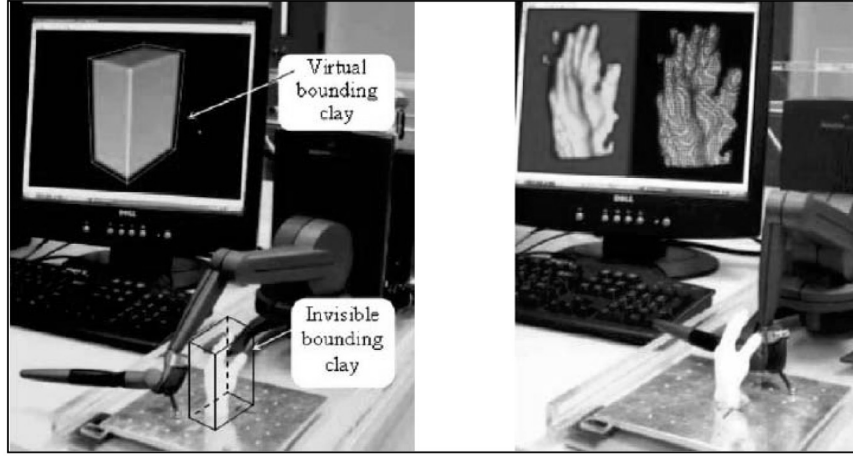 Virtual
bounding
clay
DELL
Invisible
bounding
clay
DELL